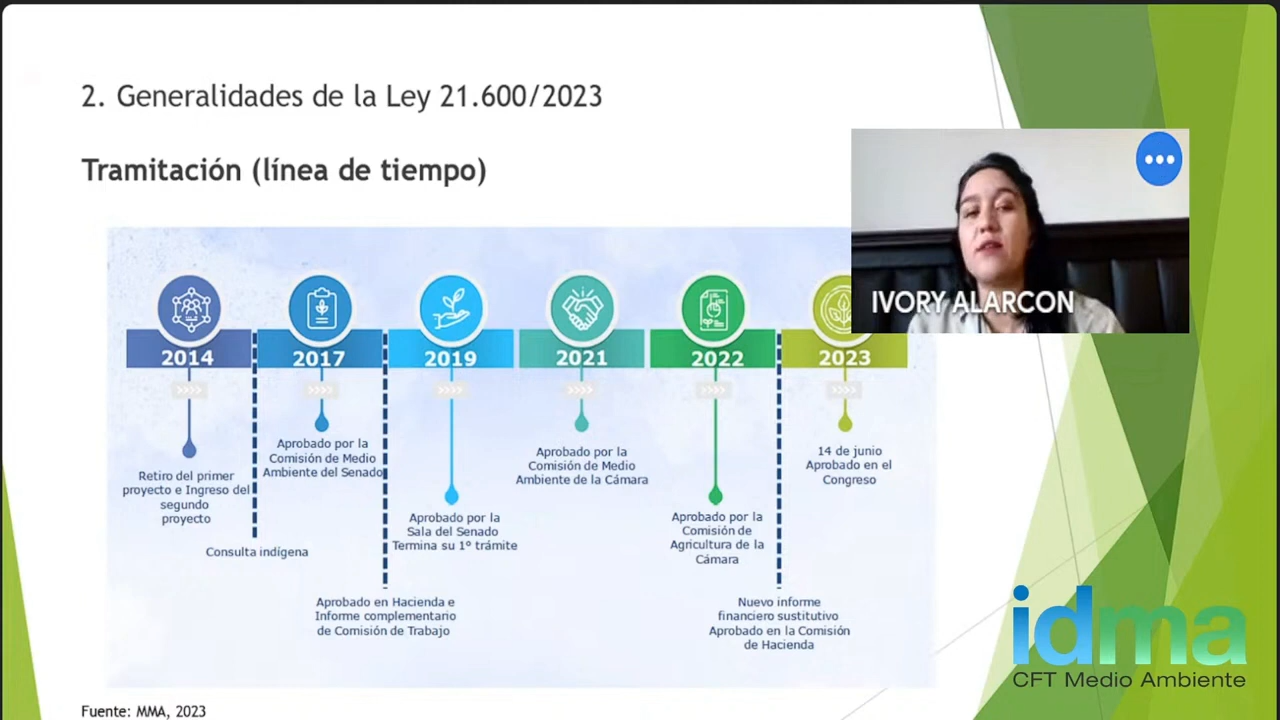 2. Generalidades de la Ley 21.600/2023
Tramitación (línea de tiempo)
IVORY ALARCON
2014
2017
2019
2021
2022
2023
Retiro del primer
proyecto e Ingreso del
segundo
proyecto
Consulta indígena
Aprobado por la
Comisión de Medio
Ambiente del Senado
Aprobado en Hacienda e
Informe complementario
de Comisión de Trabajo
Aprobado por la
Sala del Senado
Termina su 1° trámite
Aprobado por la
Comisión de Medio
Ambiente de la Cámara
Aprobado por la
Comisión de
Agricultura de la
Cámara
Nuevo informe
financiero sustitutivo
Aprobado en la Comisión
de Hacienda
14 de junio
Aprobado en el
Congreso
idma
CFT Medio Ambiente
Fuente: MMA, 2023